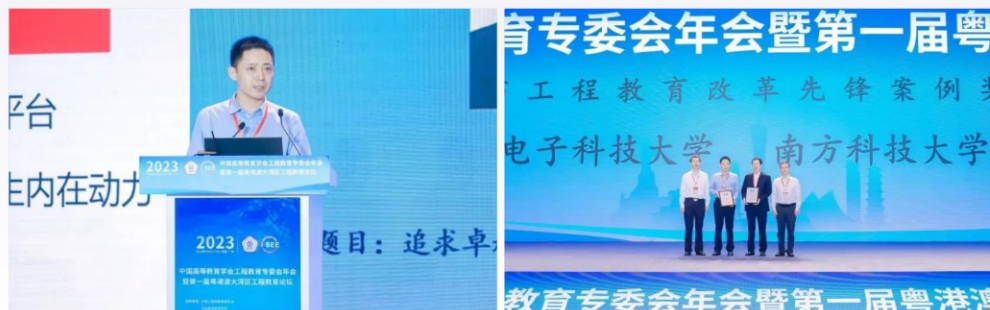 平台
生内在动力
2023
中国高等教育学会工程教育专委会年会
暨第一届粤港澳大湾区工程教育论坛
2023
SEE
中国高等教育学会工程教育专委会年会
暨第一届粤港澳大湾区工程教育论坛
题目：追求卓
育专委会年会暨第一届粤
工程教育改革先锋案例奖
电子科技大学 南方科技大学
教育专委会年会暨第一届粤港澳